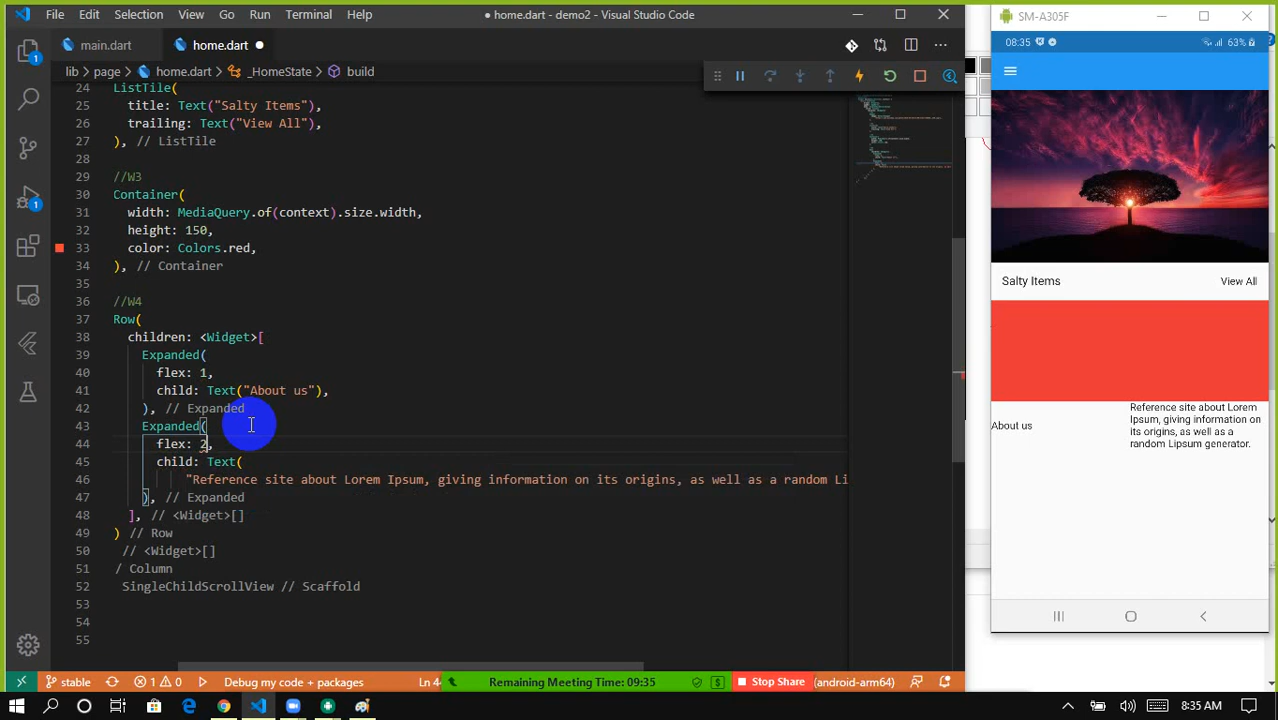 File Edit Selection View Go Run Terminal Help
● home.dart - demo2 - Visual Studio Code
SM-A305F
main.dart
home.dart ●
08:35
63%
lib > page > home.dart > _HomeState > build
24 ListTile(
25 title: Text("Salty Items"),
26 trailing: Text("View All"),
27 ), // ListTile
28
29 //W3
30 Container(
31 width: MediaQuery.of(context).size.width,
32 height: 150,
33 color: Colors.red,
34 ), // Container
35
36 //W4
37 Row(
38 children: <Widget>[
39 Expanded(
40 flex: 1,
41 child: Text("About us"),
42 ), // Expanded
43 Expanded(
44 flex: 2,
45 child: Text(
46 "Reference site about Lorem Ipsum, giving information on its origins, as well as a random Li
47 ), // Expanded
48 ], // <Widget>[]
49 ) // Row
50 // <Widget>[]
51 / Column
52 SingleChildScrollView // Scaffold
53
54
55
Salty Items
View All
About us
Reference site about Lorem
Ipsum, giving information on
its origins, as well as a
random Lipsum generator.
1
1
stable
1 0
Debug my code + packages
Ln 44
Remaining Meeting Time: 09:35
$
Stop Share
(android-arm64)
8:35 AM